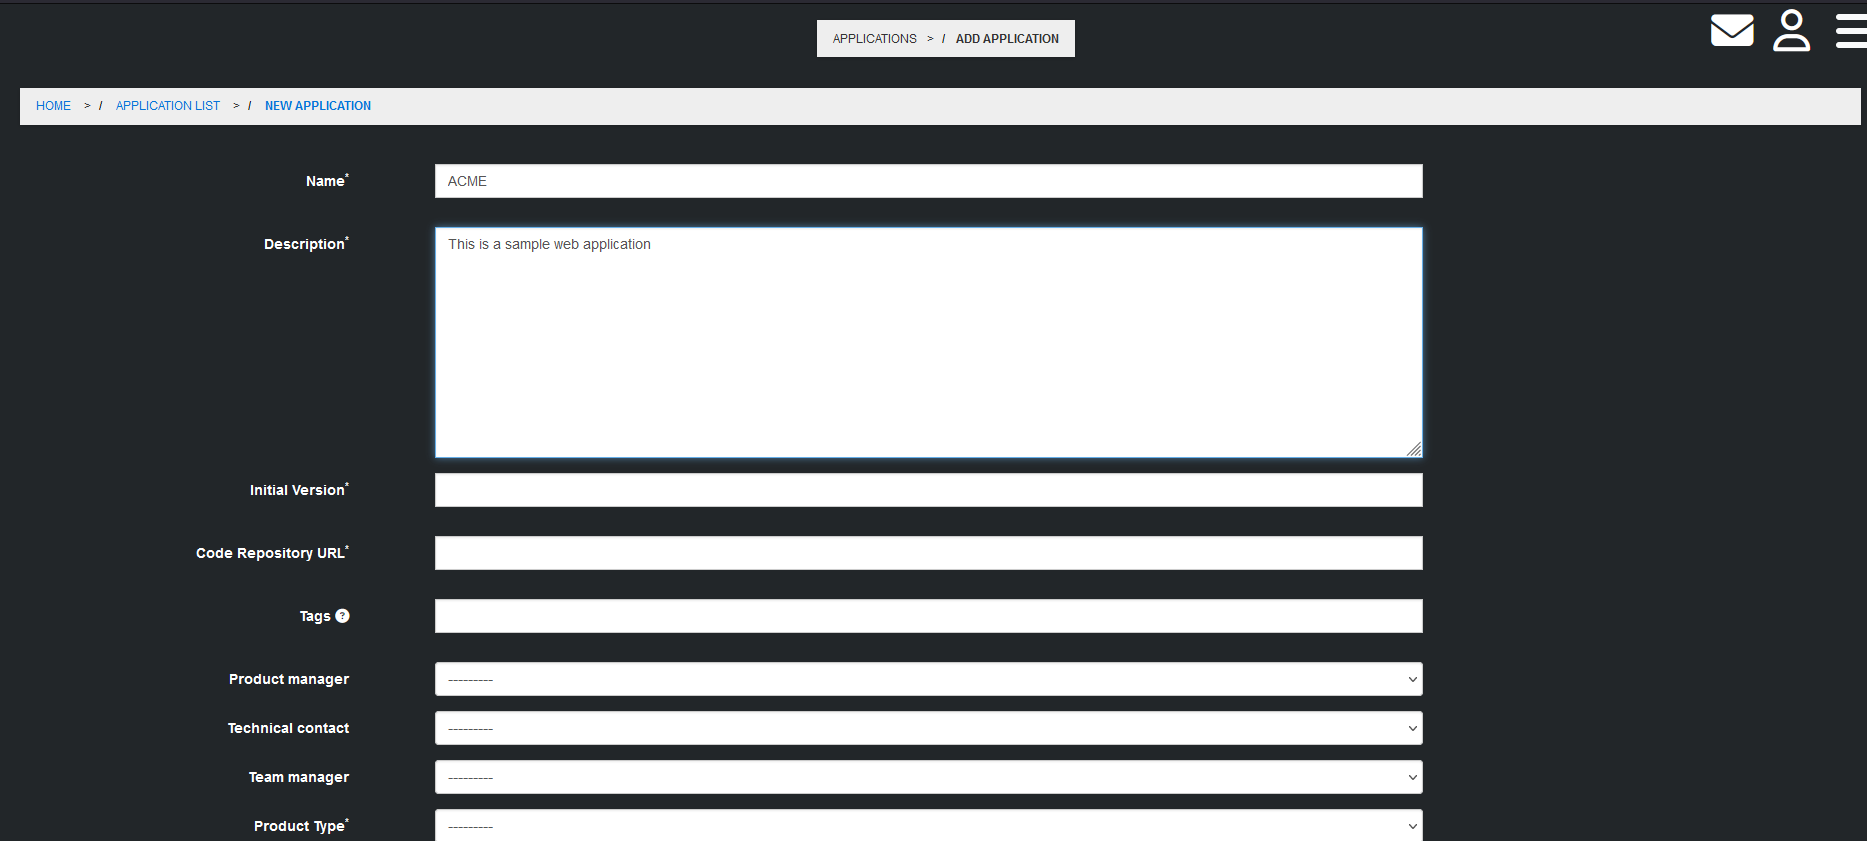 APPLICATIONS > / ADD APPLICATION
HOME > / APPLICATION LIST > / NEW APPLICATION
Name* ACME
Description* This is a sample web application
Initial Version*
Code Repository URL*
Tags ?
Product manager ---------
Technical contact ---------
Team manager ---------
Product Type* ---------